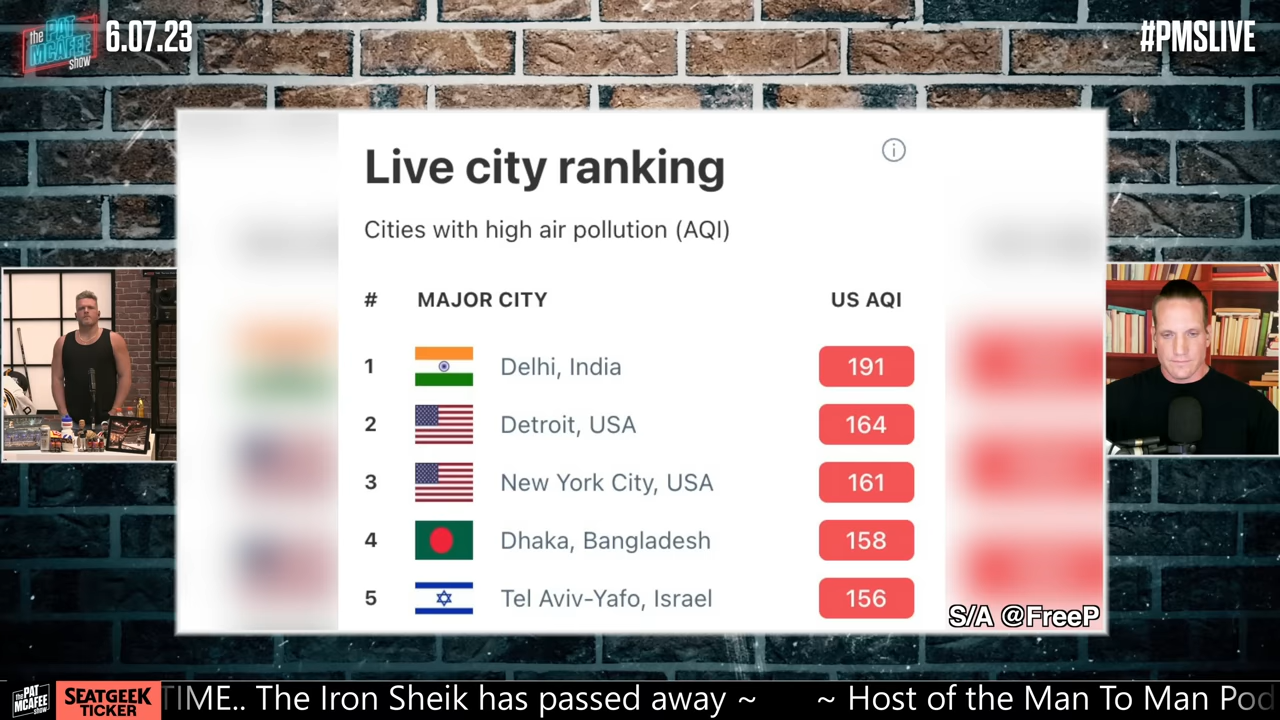 the PAT MCAFEE show
6.07.23
#PMSLIVE
Live city ranking
Cities with high air pollution (AQI)
# MAJOR CITY US AQI
1 Delhi, India 191
2 Detroit, USA 164
3 New York City, USA 161
4 Dhaka, Bangladesh 158
5 Tel Aviv-Yafo, Israel 156
S/A @FreeP
the PAT MCAFEE show
SEATGEEK TICKER
TIME.. The Iron Sheik has passed away ~ ~ Host of the Man To Man Pod